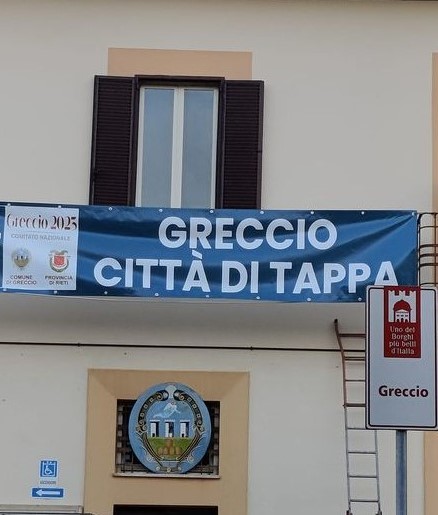 Greccio 2023
COMITATO NAZIONALE
COMUNE
DI GRECCIO
PROVINCIA
DI RIETI
GRECCIO
CITTÀ DI TAPPA
Uno dei
Borghi
più belli
d'Italia
Greccio